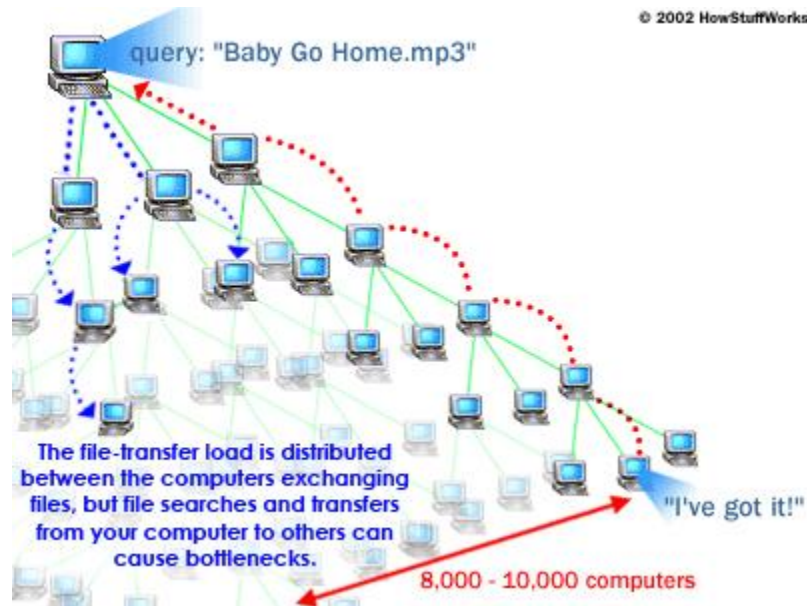 © 2002 HowStuffWorks
query: "Baby Go Home.mp3"
The file-transfer load is distributed
between the computers exchanging
files, but file searches and transfers
from your computer to others can
cause bottlenecks.
"I've got it!"
8,000 - 10,000 computers